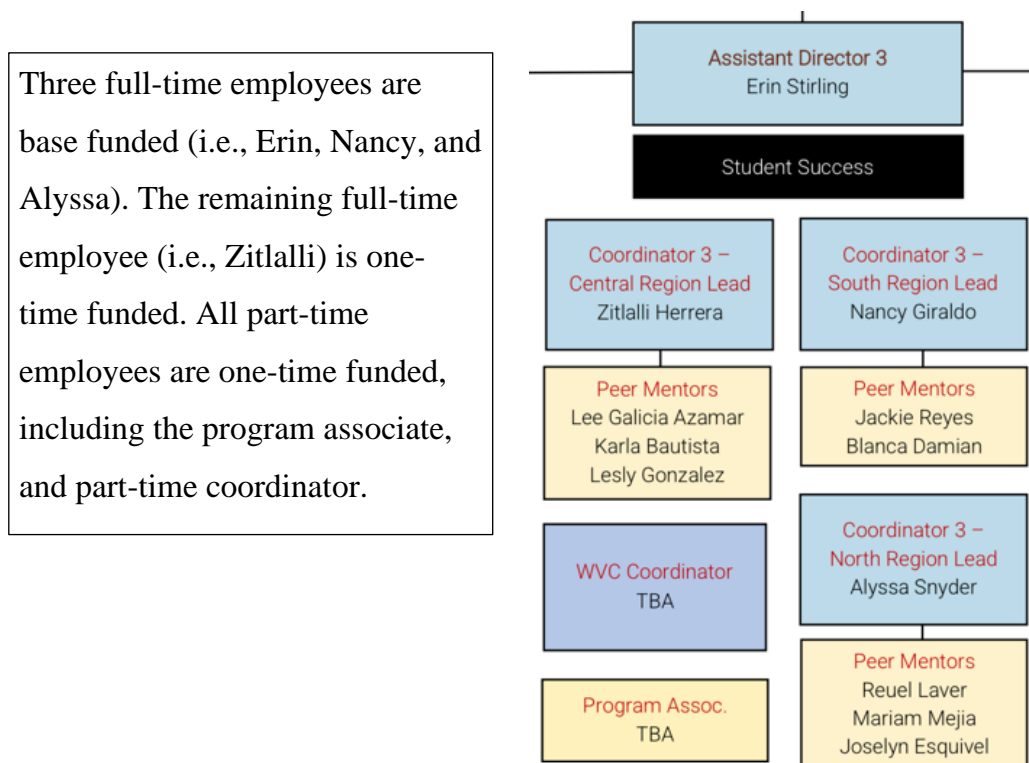 Three full-time employees are
base funded (i.e., Erin, Nancy, and
Alyssa). The remaining full-time
employee (i.e., Zitlalli) is one-
time funded. All part-time
employees are one-time funded,
including the program associate,
and part-time coordinator.
Assistant Director 3
Erin Stirling
Student Success
Coordinator 3 –
Central Region Lead
Zitlalli Herrera
Peer Mentors
Lee Galicia Azamar
Karla Bautista
Lesly Gonzalez
WVC Coordinator
TBA
Program Assoc.
TBA
Coordinator 3 –
South Region Lead
Nancy Giraldo
Peer Mentors
Jackie Reyes
Blanca Damian
Coordinator 3 –
North Region Lead
Alyssa Snyder
Peer Mentors
Reuel Laver
Mariam Mejia
Joselyn Esquivel